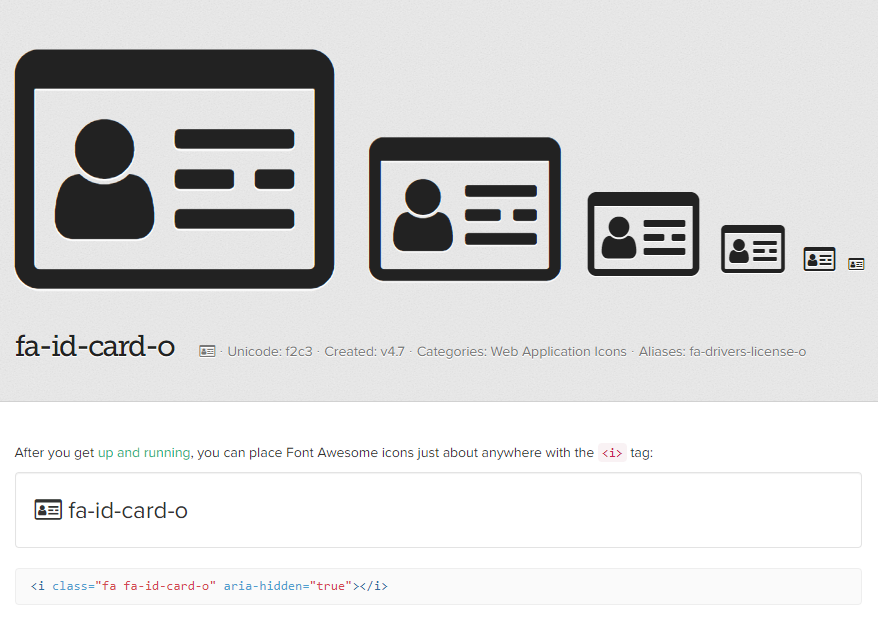 fa-id-card-o · Unicode: f2c3 · Created: v4.7 · Categories: Web Application Icons · Aliases: fa-drivers-license-o
After you get up and running, you can place Font Awesome icons just about anywhere with the <i> tag:
fa-id-card-o
<i class="fa fa-id-card-o" aria-hidden="true"></i>